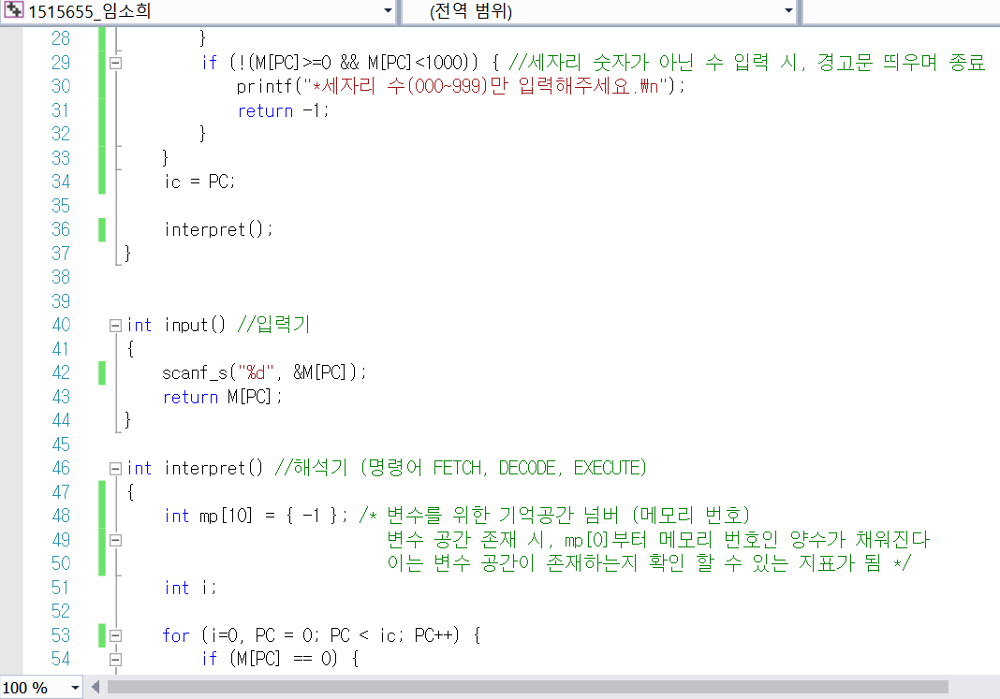 1515655_임소희 (전역 범위)
28 }
29 if (!(M[PC]>=0 && M[PC]<1000)) { //세자리 숫자가 아닌 수 입력 시, 경고문 띄우며 종료
30 printf("*세자리 수(000~999)만 입력해주세요.₩n");
31 return -1;
32 }
33 }
34 ic = PC;
35
36 interpret();
37 }
38
39
40 int input() //입력기
41 {
42 scanf_s("%d", &M[PC]);
43 return M[PC];
44 }
45
46 int interpret() //해석기 (명령어 FETCH, DECODE, EXECUTE)
47 {
48 int mp[10] = { -1 }; /* 변수를 위한 기억공간 넘버 (메모리 번호)
49 변수 공간 존재 시, mp[0]부터 메모리 번호인 양수가 채워진다
50 이는 변수 공간이 존재하는지 확인 할 수 있는 지표가 됨 */
51 int i;
52
53 for (i=0, PC = 0; PC < ic; PC++) {
54 if (M[PC] == 0) {
100 %